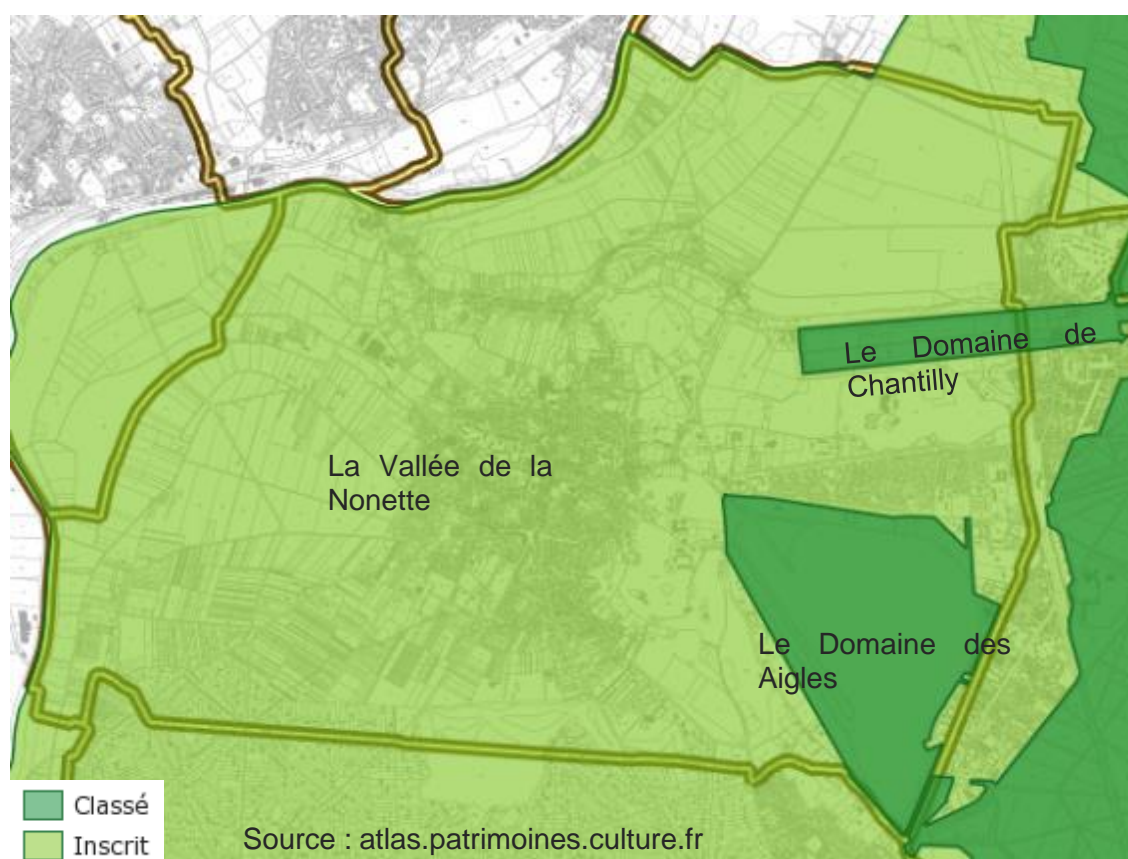 Le Domaine de
Chantilly
La Vallée de la
Nonette
Le Domaine des
Aigles
Classé
Inscrit
Source : atlas.patrimoines.culture.fr